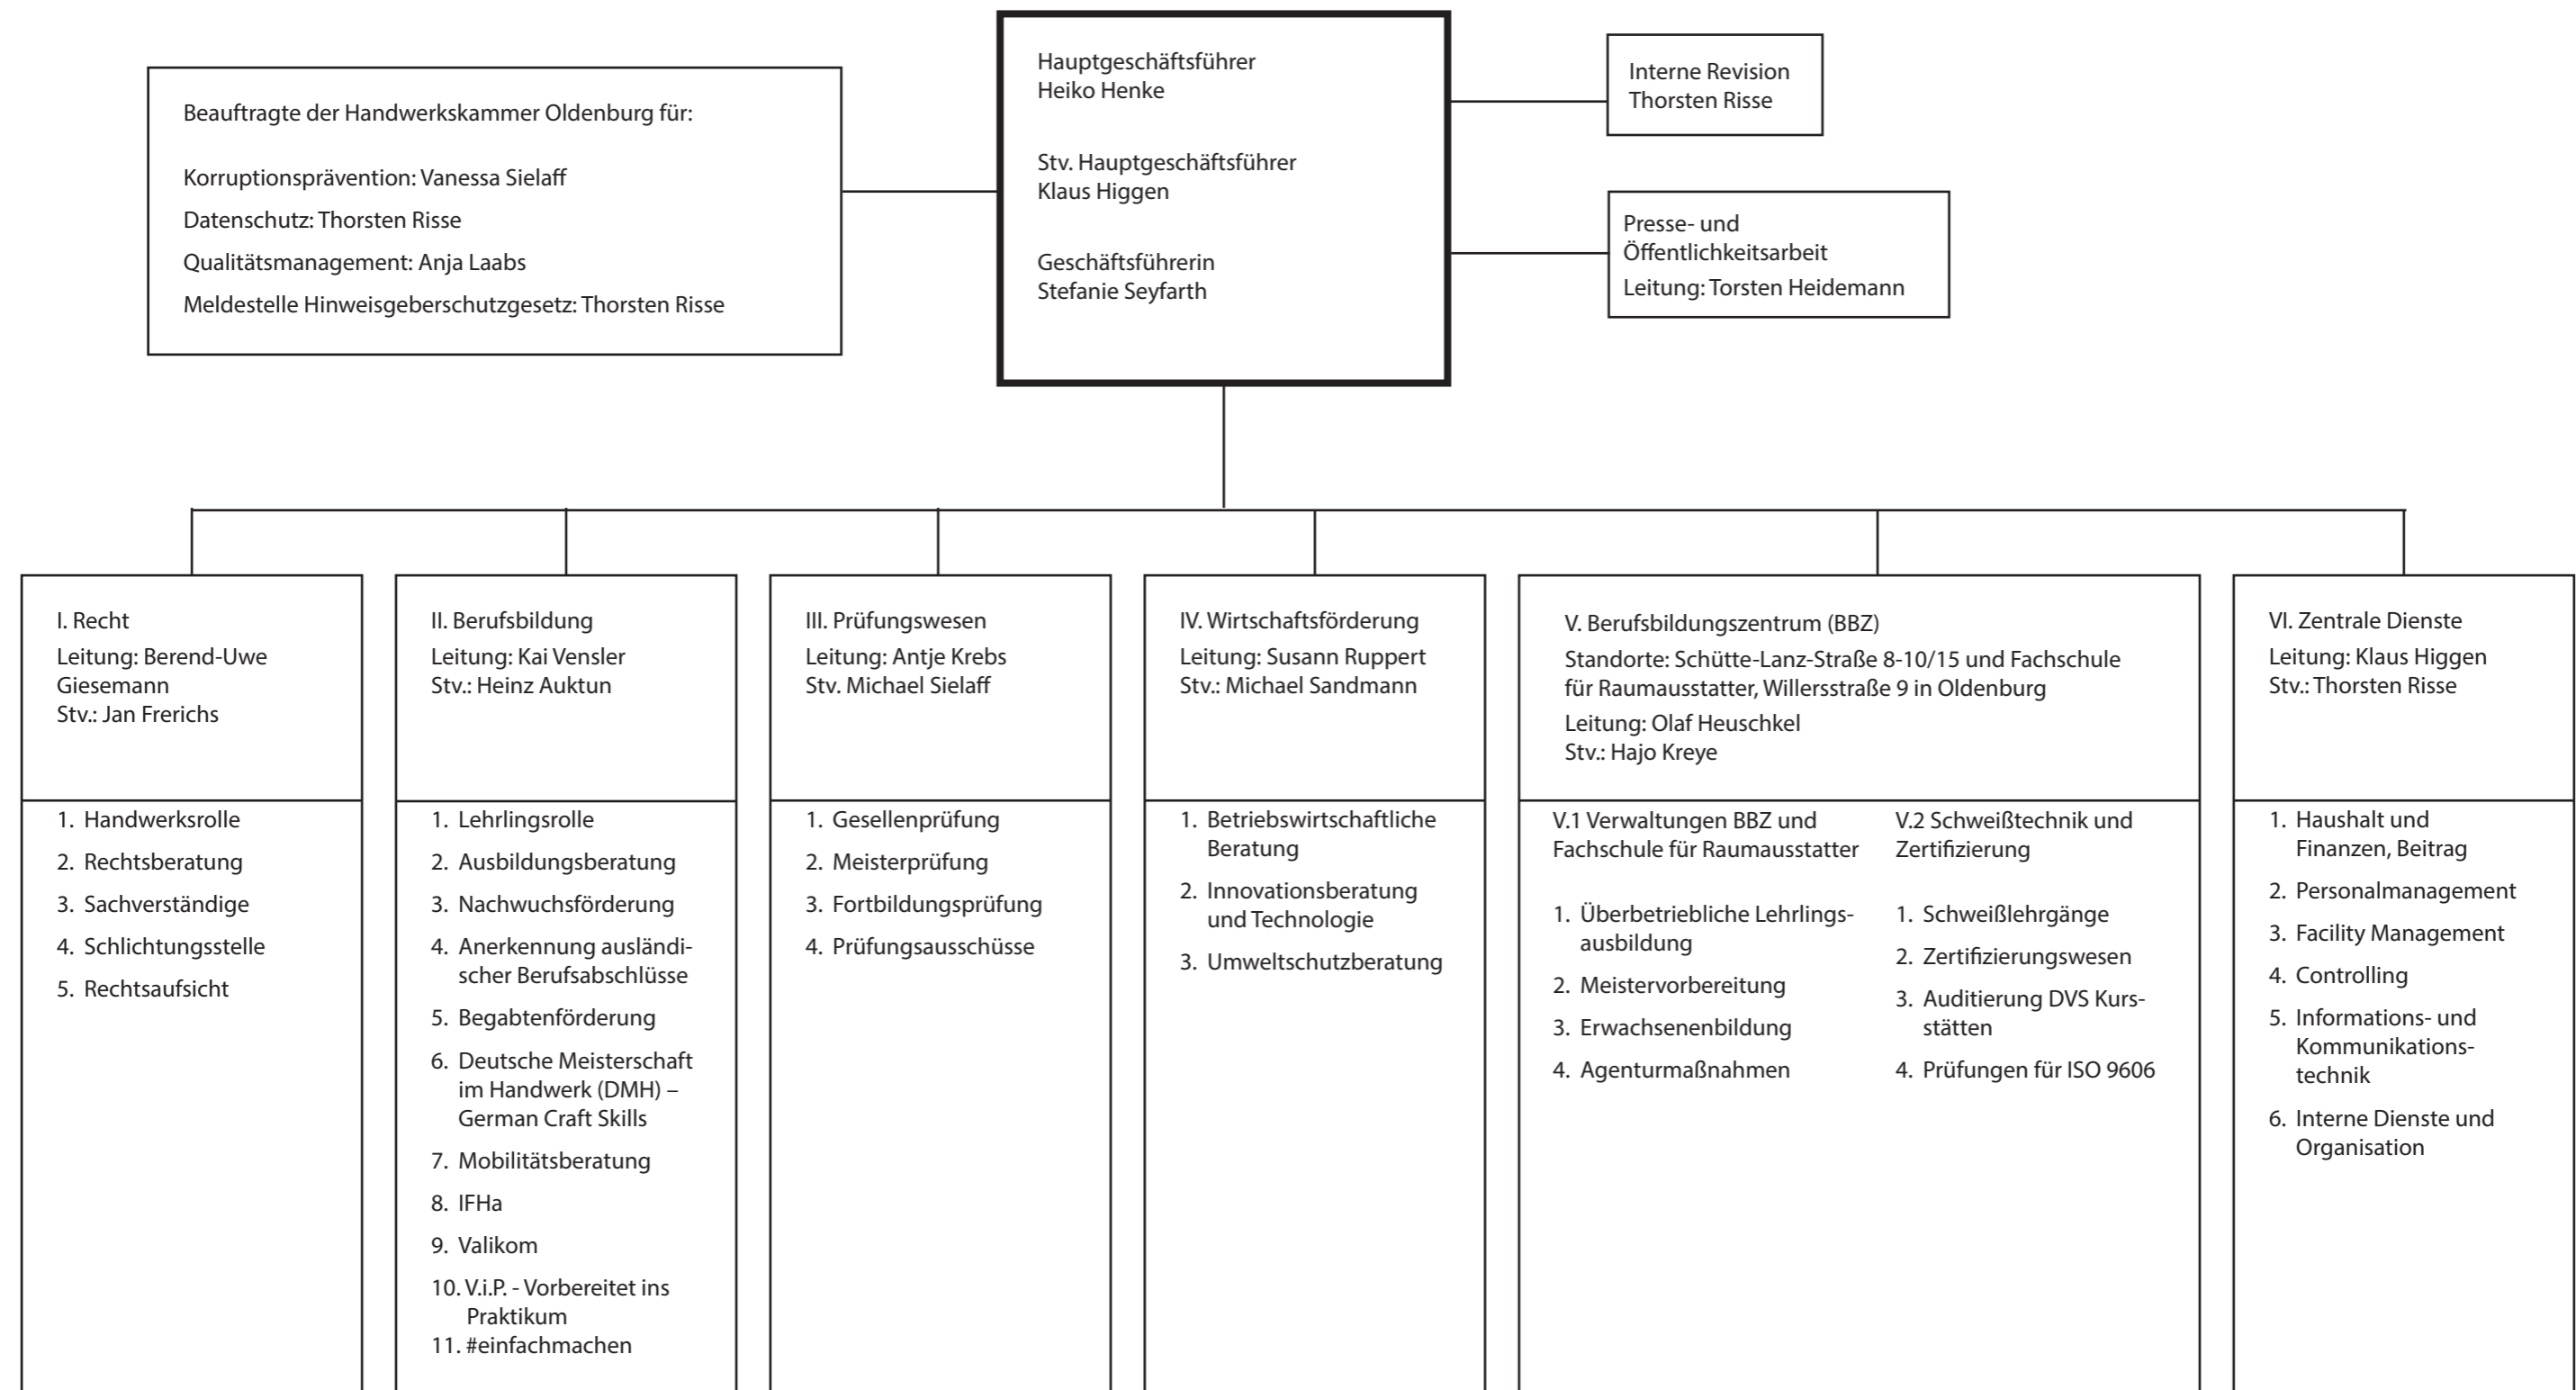 Beauftragte der Handwerkskammer Oldenburg für:
Korruptionsprävention: Vanessa Sielaff
Datenschutz: Thorsten Risse
Qualitätsmanagement: Anja Laabs
Meldestelle Hinweisgeberschutzgesetz: Thorsten Risse
Hauptgeschäftsführer
Heiko Henke
Stv. Hauptgeschäftsführer
Klaus Higgen
Geschäftsführerin
Stefanie Seyfarth
Interne Revision
Thorsten Risse
Presse- und
Öffentlichkeitsarbeit
Leitung: Torsten Heidemann
I. Recht
Leitung: Berend-Uwe
Giesemann
Stv.: Jan Frerichs
1. Handwerksrolle
2. Rechtsberatung
3. Sachverständige
4. Schlichtungsstelle
5. Rechtsaufsicht
II. Berufsbildung
Leitung: Kai Vensler
Stv.: Heinz Auktun
1. Lehrlingsrolle
2. Ausbildungsberatung
3. Nachwuchsförderung
4. Anerkennung ausländi-
scher Berufsabschlüsse
5. Begabtenförderung
6. Deutsche Meisterschaft
im Handwerk (DMH) –
German Craft Skills
7. Mobilitätsberatung
8. IFHa
9. Valikom
10. V.i.P. - Vorbereitet ins
Praktikum
11. #einfachmachen
III. Prüfungswesen
Leitung: Antje Krebs
Stv. Michael Sielaff
1. Gesellenprüfung
2. Meisterprüfung
3. Fortbildungsprüfung
4. Prüfungsausschüsse
IV. Wirtschaftsförderung
Leitung: Susann Ruppert
Stv.: Michael Sandmann
1. Betriebswirtschaftliche
Beratung
2. Innovationsberatung
und Technologie
3. Umweltschutzberatung
V. Berufsbildungszentrum (BBZ)
Standorte: Schütte-Lanz-Straße 8-10/15 und Fachschule
für Raumausstatter, Willersstraße 9 in Oldenburg
Leitung: Olaf Heuschkel
Stv.: Hajo Kreye
V.1 Verwaltungen BBZ und
Fachschule für Raumausstatter
1. Überbetriebliche Lehrlings-
ausbildung
2. Meistervorbereitung
3. Erwachsenenbildung
4. Agenturmaßnahmen
V.2 Schweißtechnik und
Zertifizierung
1. Schweißlehrgänge
2. Zertifizierungswesen
3. Auditierung DVS Kurs-
stätten
4. Prüfungen für ISO 9606
VI. Zentrale Dienste
Leitung: Klaus Higgen
Stv.: Thorsten Risse
1. Haushalt und
Finanzen, Beitrag
2. Personalmanagement
3. Facility Management
4. Controlling
5. Informations- und
Kommunikations-
technik
6. Interne Dienste und
Organisation